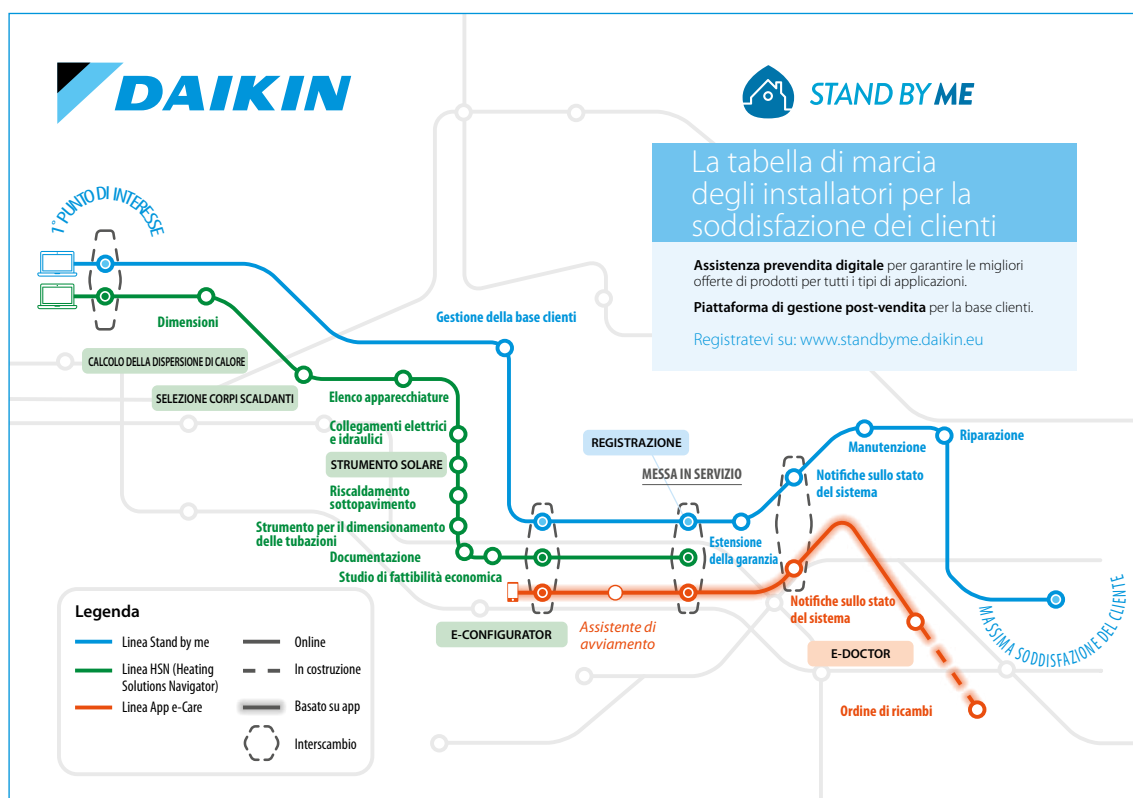 DAIKIN
STAND BY ME
La tabella di marcia
degli installatori per la
soddisfazione dei clienti
Assistenza prevendita digitale per garantire le migliori
offerte di prodotti per tutti i tipi di applicazioni.
Piattaforma di gestione post-vendita per la base clienti.
Registratevi su: www.standbyme.daikin.eu
1° PUNTO DI INTERESSE
Dimensioni
Gestione della base clienti
CALCOLO DELLA DISPERSIONE DI CALORE
SELEZIONE CORPI SCALDANTI
Elenco apparecchiature
Collegamenti elettrici
e idraulici
STRUMENTO SOLARE
Riscaldamento
sottopavimento
Strumento per il dimensionamento
delle tubazioni
Documentazione
Studio di fattibilità economica
REGISTRAZIONE
MESSA IN SERVIZIO
Estensione
della garanzia
Notifiche sullo stato
del sistema
Manutenzione
Riparazione
E-CONFIGURATOR
Assistente di
avviamento
Notifiche sullo stato
del sistema
E-DOCTOR
Ordine di ricambi
MASSIMA SODDISFAZIONE DEL CLIENTE
Legenda
Linea Stand by me
Linea HSN (Heating
Solutions Navigator)
Linea App e-Care
Online
In costruzione
Basato su app
Interscambio